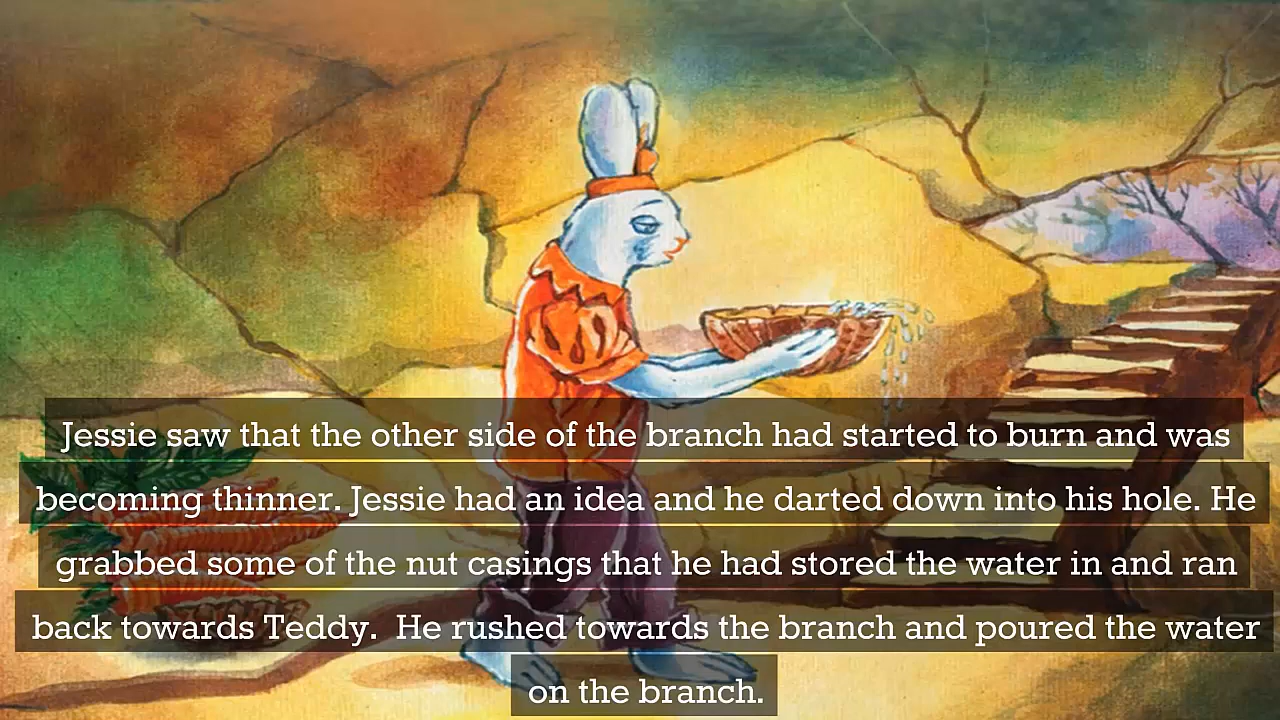 Jessie saw that the other side of the branch had started to burn and was
becoming thinner. Jessie had an idea and he darted down into his hole. He
grabbed some of the nut casings that he had stored the water in and ran
back towards Teddy.  He rushed towards the branch and poured the water
on the branch.